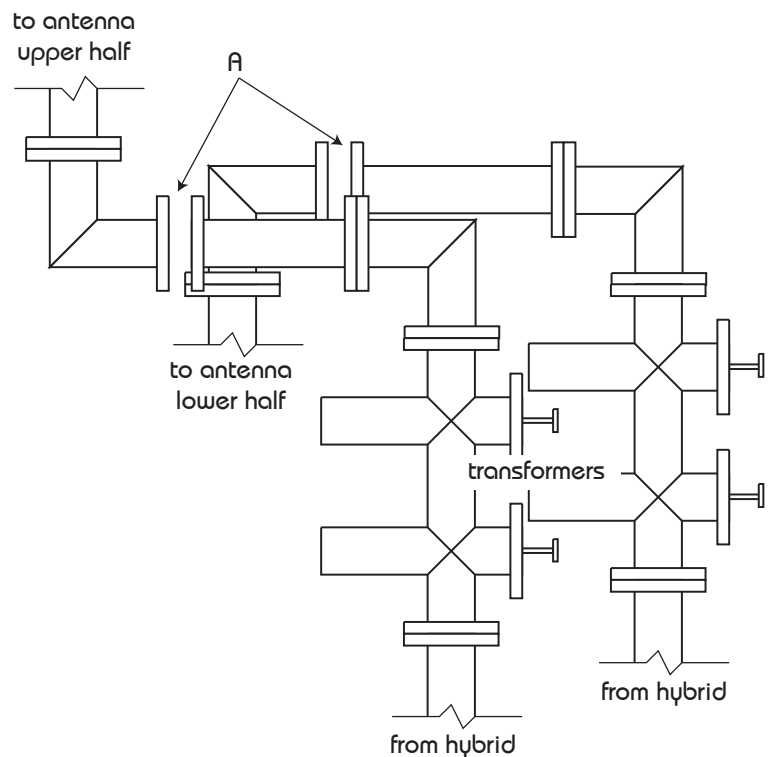 to antenna
upper half
A
to antenna
lower half
transformers
from hybrid
from hybrid